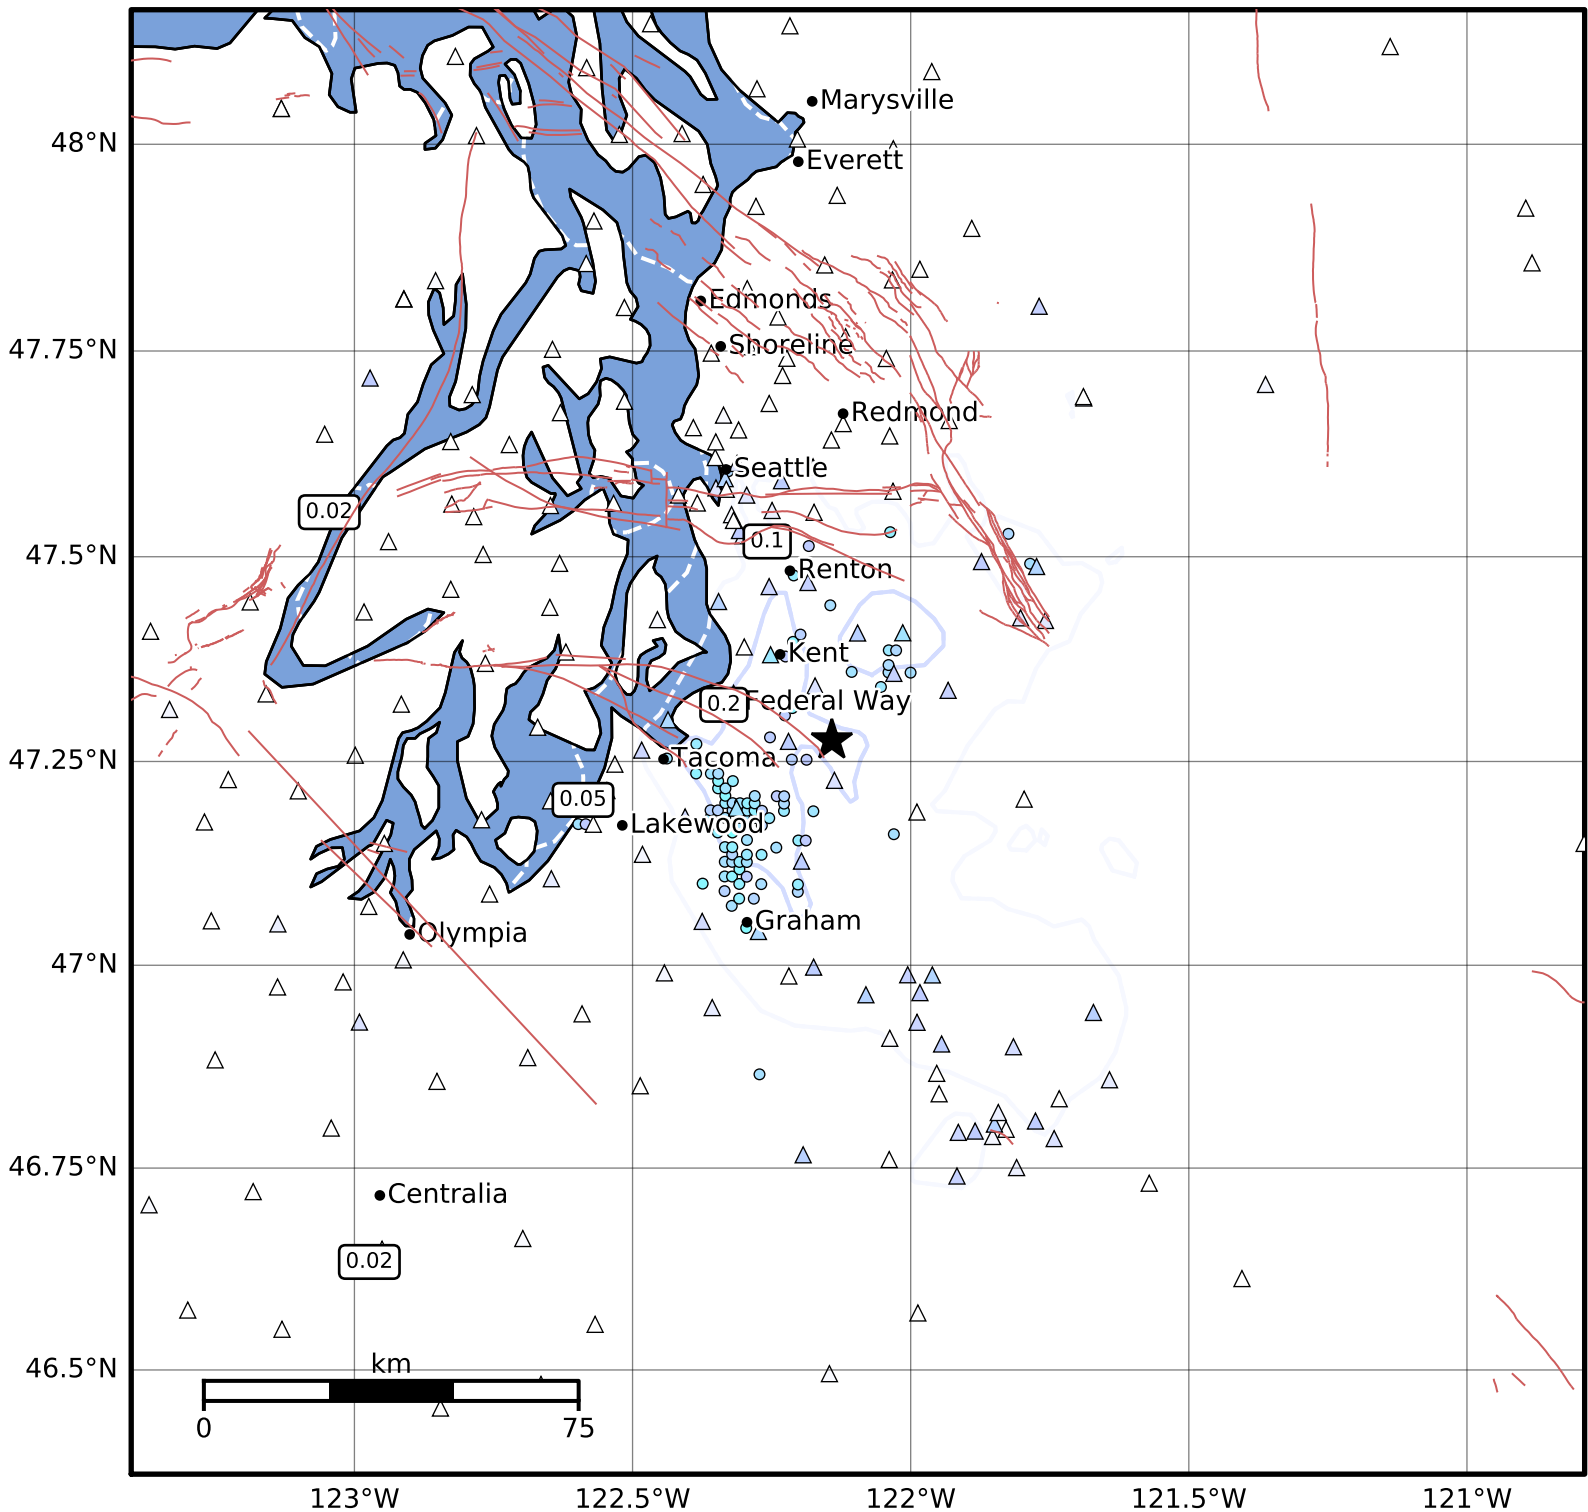 Marysville
48°N
Everett
Edmonds
47.75°N
Shoreline
Redmond
Seattle
0.02
0.1
47.5°N
Renton
Kent
0.2
Federal Way
47.25°N
Tacoma
0.05
Lakewood
Graham
Olympia
47°N
46.75°N
Centralia
0.02
46.5°N
km
0
75
123°W
122.5°W
122°W
121.5°W
121°W